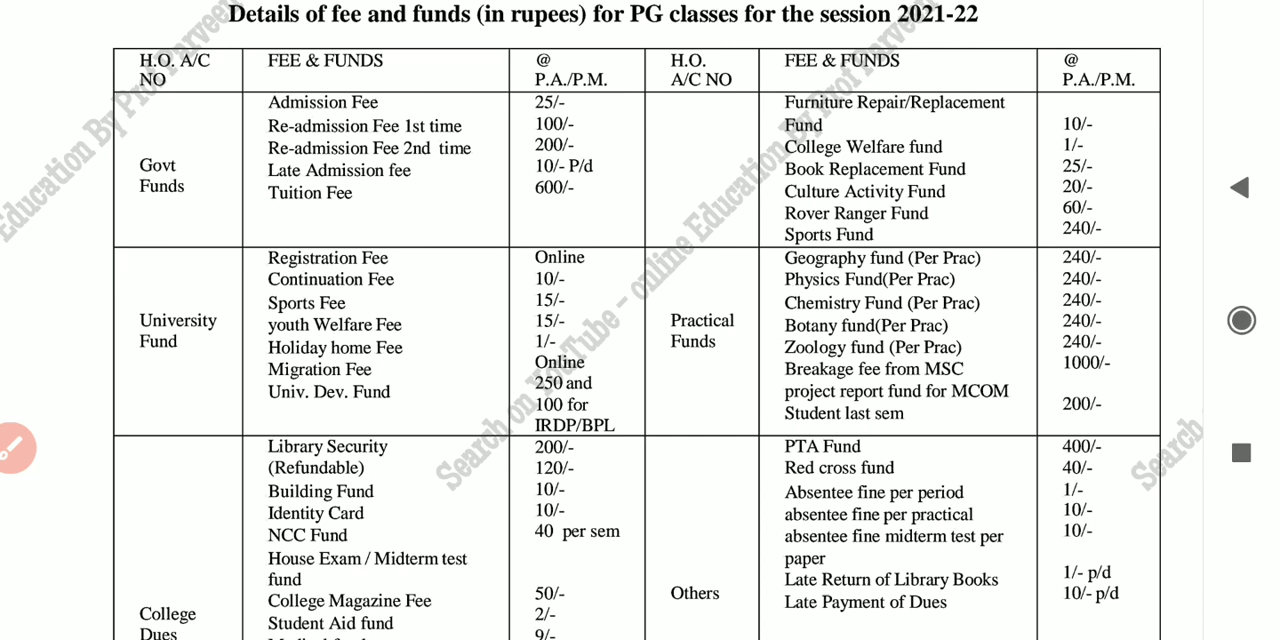 Details of fee and funds (in rupees) for PG classes for the session 2021-22
H.O. A/C NO
FEE & FUNDS
@ P.A./P.M.
H.O. A/C NO
FEE & FUNDS
@ P.A./P.M.
Govt Funds
Admission Fee 25/-
Re-admission Fee 1st time 100/-
Re-admission Fee 2nd time 200/-
Late Admission fee 10/- P/d
Tuition Fee 600/-
Furniture Repair/Replacement
Fund 10/-
College Welfare fund 1/-
Book Replacement Fund 25/-
Culture Activity Fund 20/-
Rover Ranger Fund 60/-
Sports Fund 240/-
University Fund
Registration Fee Online
Continuation Fee 10/-
Sports Fee 15/-
youth Welfare Fee 15/-
Holiday home Fee 1/-
Migration Fee Online
Univ. Dev. Fund 250 and
100 for
IRDP/BPL
Practical Funds
Geography fund (Per Prac) 240/-
Physics Fund(Per Prac) 240/-
Chemistry Fund (Per Prac) 240/-
Botany fund(Per Prac) 240/-
Zoology fund (Per Prac) 240/-
Breakage fee from MSC 1000/-
project report fund for MCOM
Student last sem 200/-
College Dues
Library Security 200/-
(Refundable) 120/-
Building Fund 10/-
Identity Card 10/-
NCC Fund 40 per sem
House Exam / Midterm test
fund
College Magazine Fee 50/-
Student Aid fund 2/-
9/-
Others
PTA Fund 400/-
Red cross fund 40/-
Absentee fine per period 1/-
absentee fine per practical 10/-
absentee fine midterm test per 10/-
paper
Late Return of Library Books 1/- p/d
Late Payment of Dues 10/- p/d
Education By Prof Parveen
Search on YouTube - online Education By Prof Parveen
Search